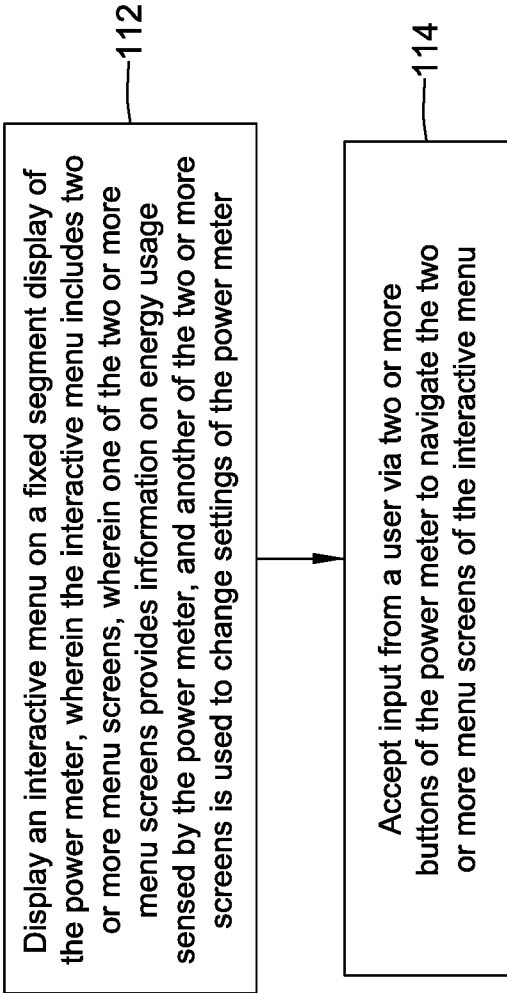 Display an interactive menu on a fixed segment display of
the power meter, wherein the interactive menu includes two
or more menu screens, wherein one of the two or more
menu screens provides information on energy usage
sensed by the power meter, and another of the two or more
screens is used to change settings of the power meter
112
Accept input from a user via two or more
buttons of the power meter to navigate the two
or more menu screens of the interactive menu
114